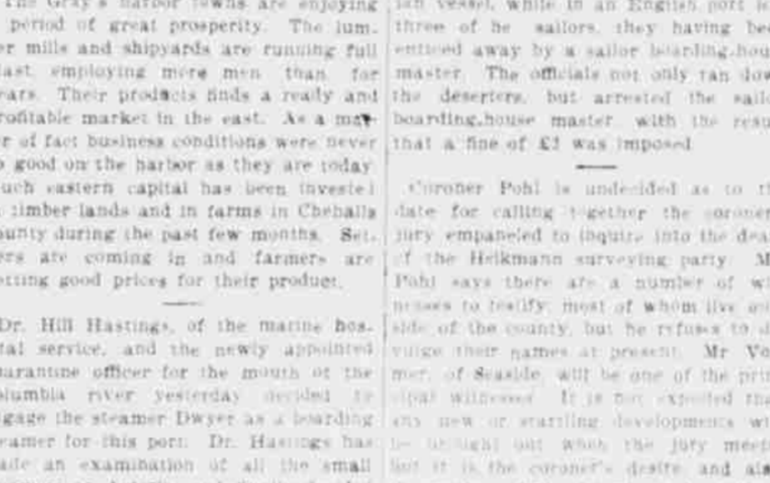 The Gray's harbor towns are enjoying
period of great prosperity. The lum.
er mills and shipyards are running full
last employing more men than for
ears. Their products finds a ready and
rofitable market in the east. As a mat-
er of fact business conditions were never
o good on the harbor as they are today
uch eastern capital has been invested
timber lands and in farms in Chehalis
ounty during the past few months. Set.
ers are coming in and farmers are
etting good prices for their product.
Dr. Hill Hastings, of the marine hos.
ital service, and the newly appointed
uarantine officer for the mouth of the
olumbia river yesterday decided to
ngage the steamer Dwyer as a boarding
eamer for this port. Dr. Hastings has
ade an examination of all the small
ian vessel, while in an English port
three of he sailors, they having bee
enticed away by a sailor boarding-hou
master. The officials not only ran dow
the deserters, but arrested the sailo
boarding-house master with the resu
that a fine of £ was imposed
Coroner Pohl is undecided as to th
date for calling together the coroner
jury empaneled to inquire into the dea
of the Heikmann surveying party. M
Pohl says there are a number of wi
nesses to testify, most of whom live
side of the county, but he refuses to d
vulge their names at present. Mr Vo
mer, of Seaside, will be one of the prin
cipal witnesses. It is not expected tha
any new or startling developments wi
be brought out when the jury meet
but it is the coroner's desire, and als